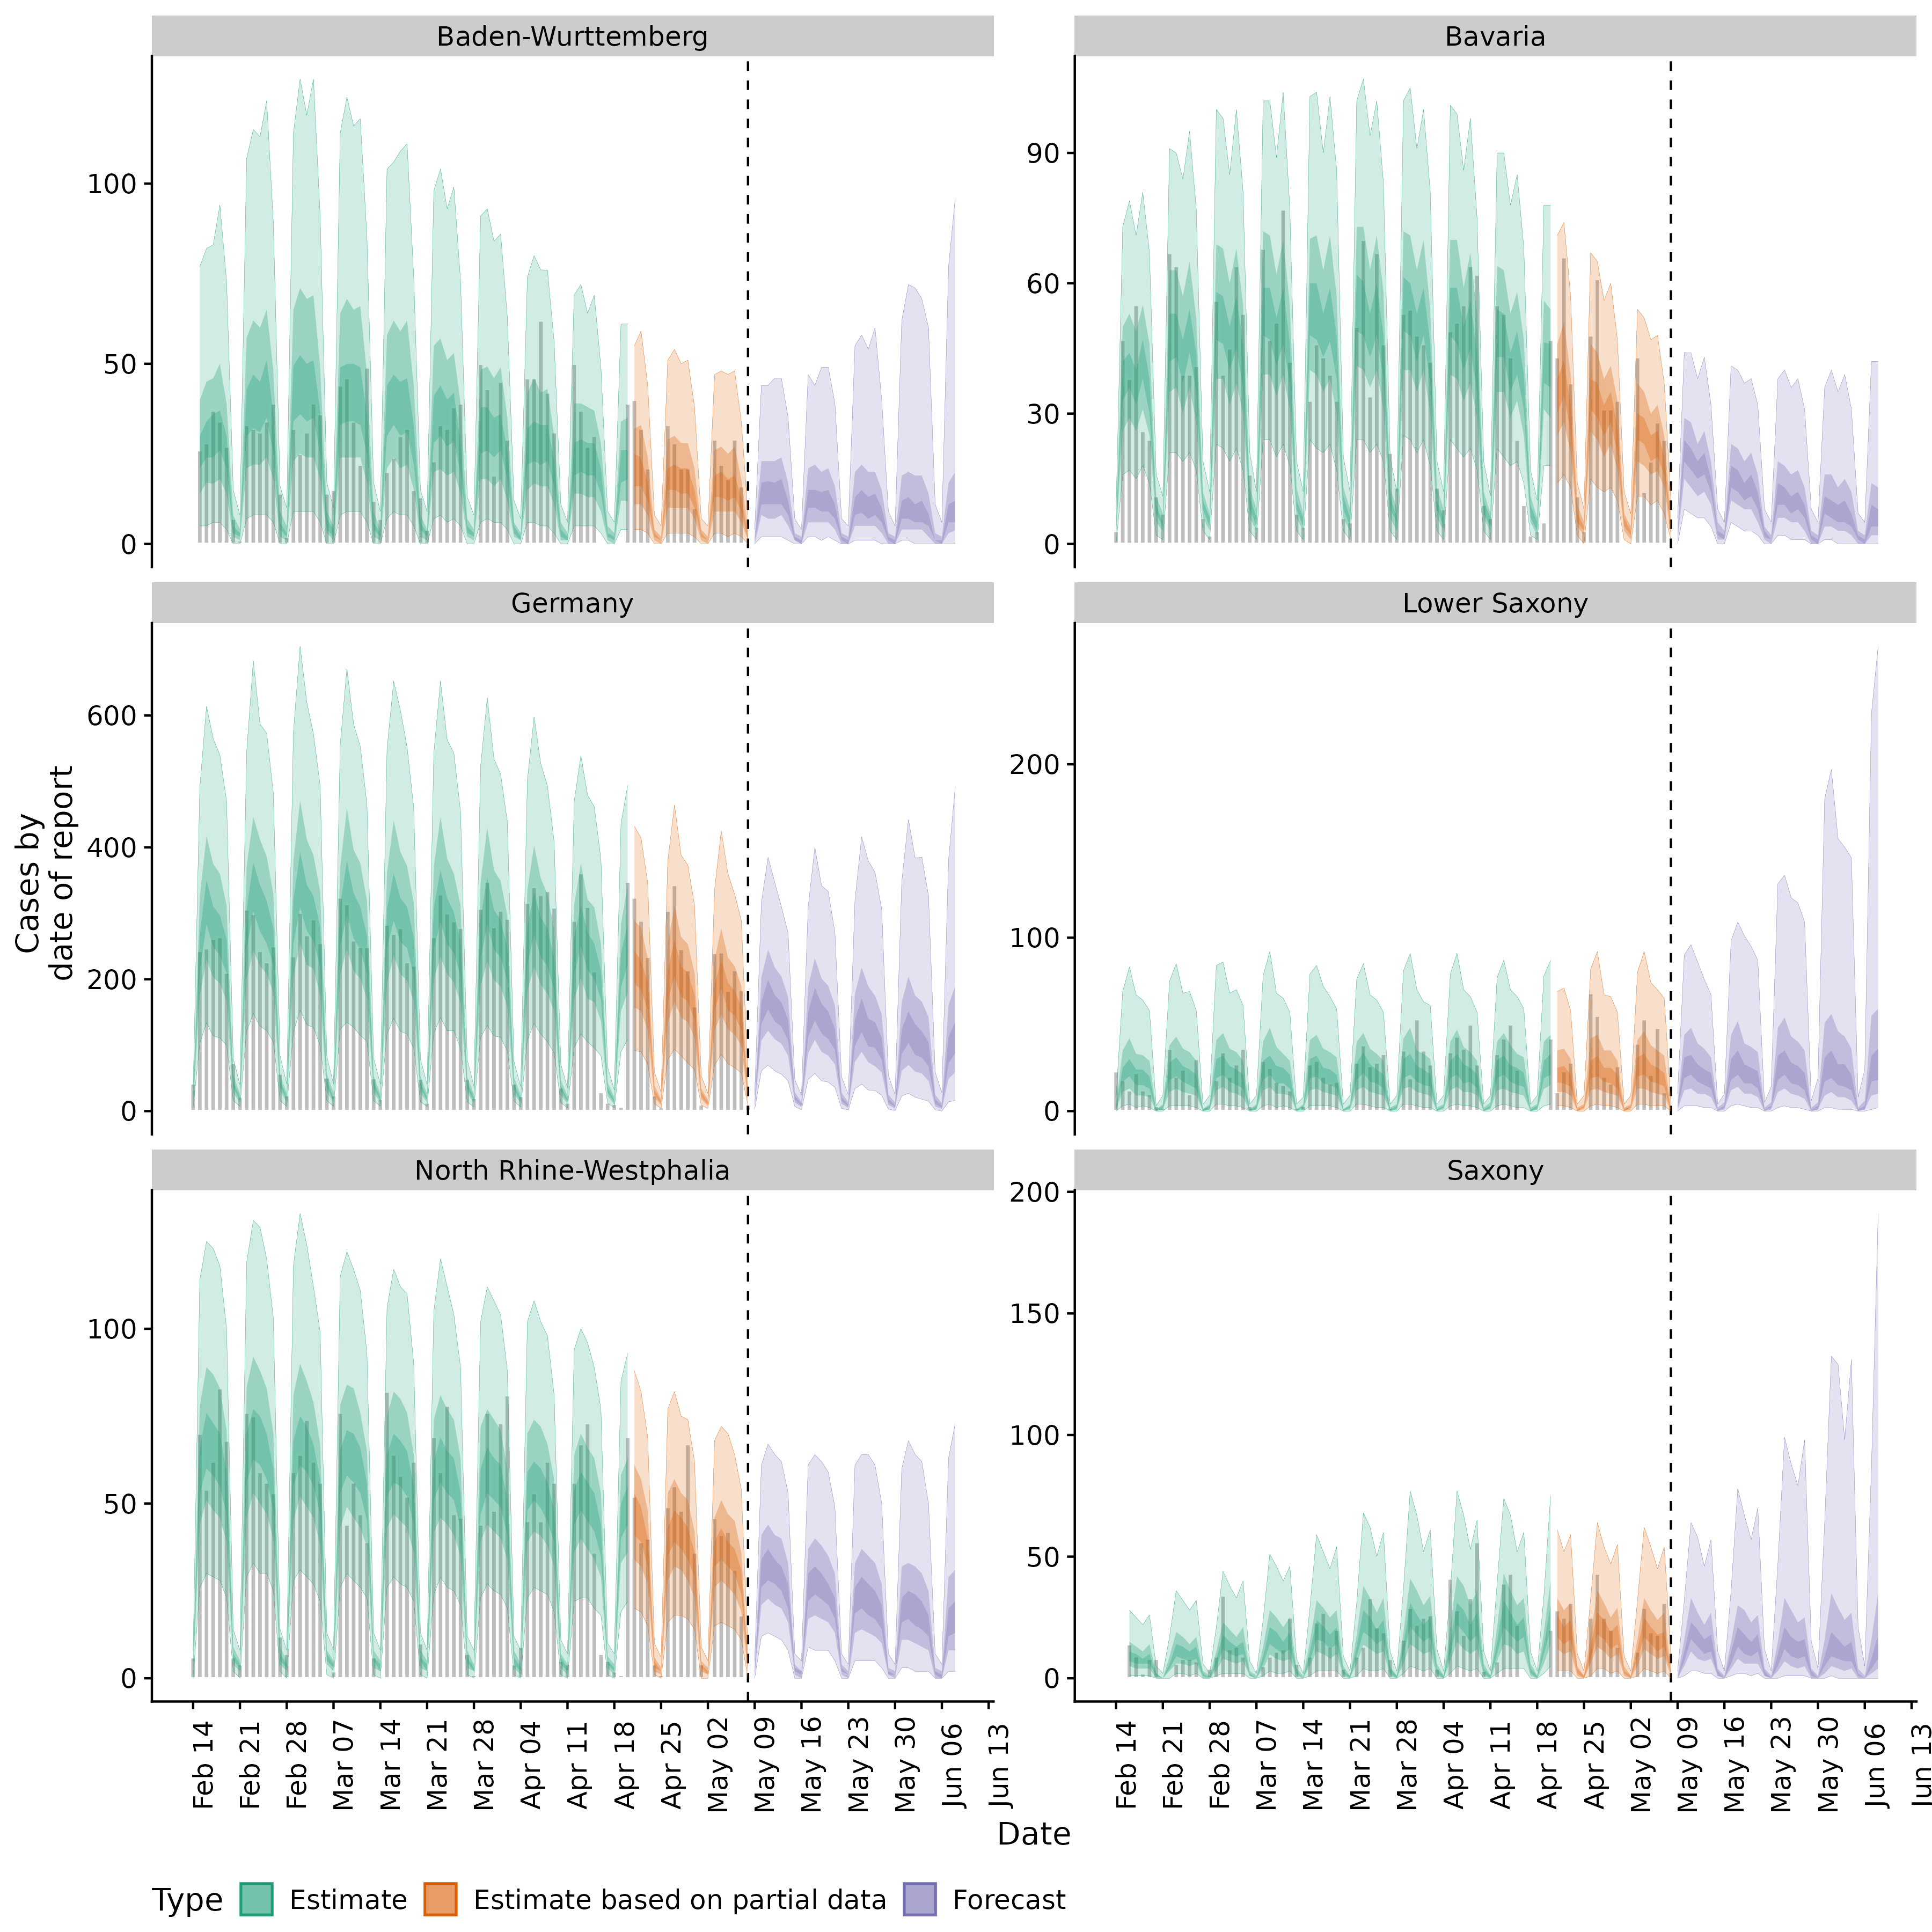 Baden-Wurttemberg
Bavaria
100
50
0
90
60
30
0
Germany
Lower Saxony
600
400
200
0
200
100
0
Cases by
date of report
North Rhine-Westphalia
Saxony
100
50
0
200
150
100
50
0
Feb 14
Feb 21
Feb 28
Mar 07
Mar 14
Mar 21
Mar 28
Apr 04
Apr 11
Apr 18
Apr 25
May 02
May 09
May 16
May 23
May 30
Jun 06
Jun 13
Feb 14
Feb 21
Feb 28
Mar 07
Mar 14
Mar 21
Mar 28
Apr 04
Apr 11
Apr 18
Apr 25
May 02
May 09
May 16
May 23
May 30
Jun 06
Jun 13
Date
Type Estimate Estimate based on partial data Forecast